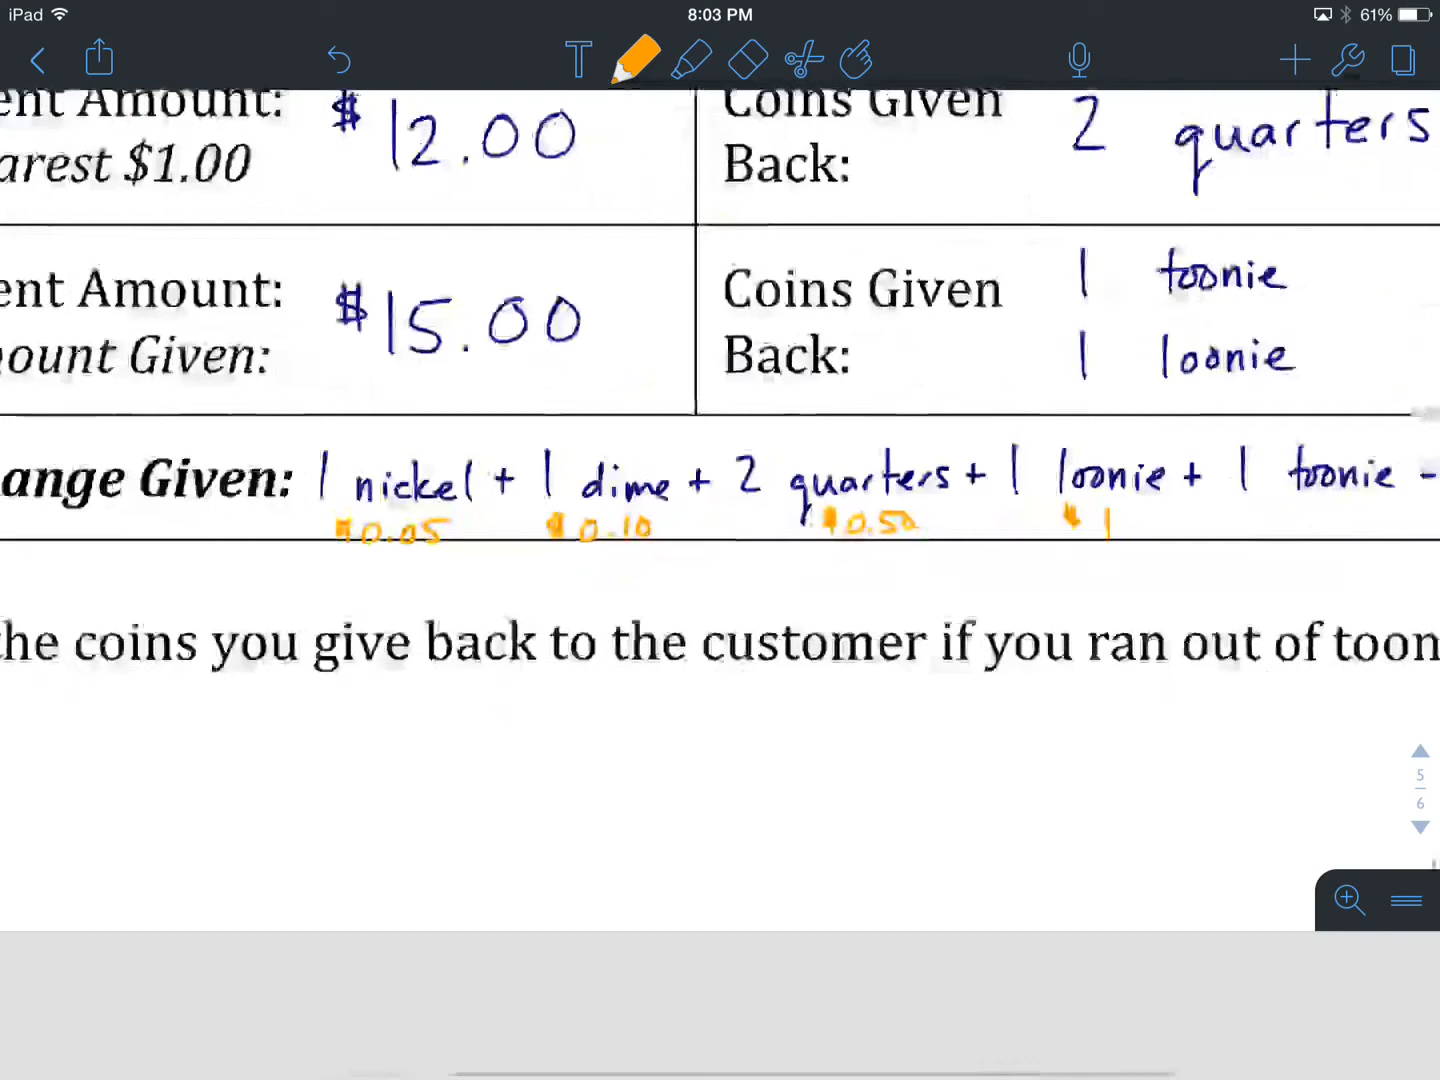 iPad 8:03 PM 61%
T
ent Amount: $12.00 Coins Given 2 quarters
arest $1.00 Back:
ent Amount: $15.00 Coins Given 1 toonie
ount Given: Back: 1 loonie
ange Given: 1 nickel + 1 dime + 2 quarters + 1 loonie + 1 toonie -
$0.05 $0.10 $0.50 $1
he coins you give back to the customer if you ran out of toon
5
6